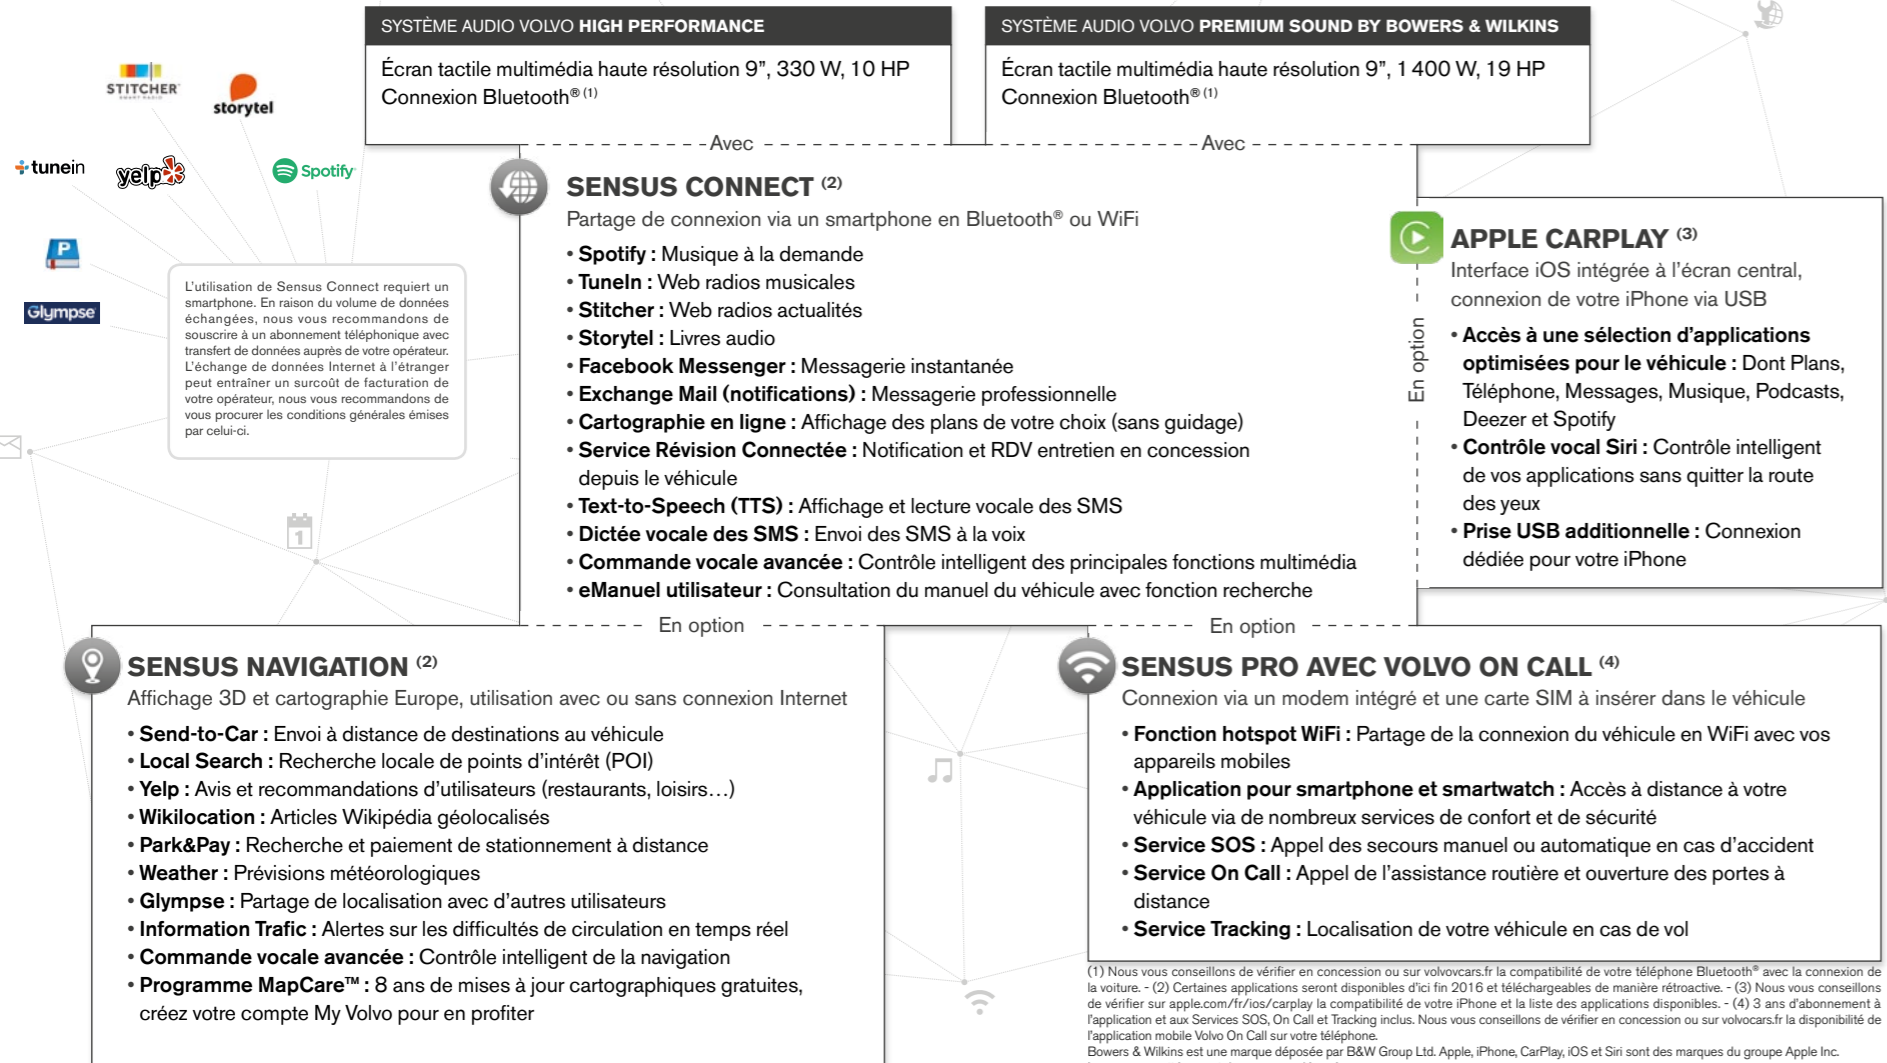 SYSTÈME AUDIO VOLVO HIGH PERFORMANCE
Écran tactile multimédia haute résolution 9”, 330 W, 10 HP
Connexion Bluetooth® (1)
SYSTÈME AUDIO VOLVO PREMIUM SOUND BY BOWERS & WILKINS
Écran tactile multimédia haute résolution 9”, 1 400 W, 19 HP
Connexion Bluetooth® (1)
Avec
Avec
STITCHER
SMART RADIO
storytel
tunein
yelp
Spotify
P
Glympse
L’utilisation de Sensus Connect requiert un
smartphone. En raison du volume de données
échangées, nous vous recommandons de
souscrire à un abonnement téléphonique avec
transfert de données auprès de votre opérateur.
L’échange de données Internet à l’étranger
peut entraîner un surcoût de facturation de
votre opérateur, nous vous recommandons de
vous procurer les conditions générales émises
par celui-ci.
1
SENSUS CONNECT (2)
Partage de connexion via un smartphone en Bluetooth® ou WiFi
• Spotify : Musique à la demande
• TuneIn : Web radios musicales
• Stitcher : Web radios actualités
• Storytel : Livres audio
• Facebook Messenger : Messagerie instantanée
• Exchange Mail (notifications) : Messagerie professionnelle
• Cartographie en ligne : Affichage des plans de votre choix (sans guidage)
• Service Révision Connectée : Notification et RDV entretien en concession
depuis le véhicule
• Text-to-Speech (TTS) : Affichage et lecture vocale des SMS
• Dictée vocale des SMS : Envoi des SMS à la voix
• Commande vocale avancée : Contrôle intelligent des principales fonctions multimédia
• eManuel utilisateur : Consultation du manuel du véhicule avec fonction recherche
En option
APPLE CARPLAY (3)
Interface iOS intégrée à l’écran central,
connexion de votre iPhone via USB
• Accès à une sélection d’applications
optimisées pour le véhicule : Dont Plans,
Téléphone, Messages, Musique, Podcasts,
Deezer et Spotify
• Contrôle vocal Siri : Contrôle intelligent
de vos applications sans quitter la route
des yeux
• Prise USB additionnelle : Connexion
dédiée pour votre iPhone
En option
En option
SENSUS NAVIGATION (2)
Affichage 3D et cartographie Europe, utilisation avec ou sans connexion Internet
• Send-to-Car : Envoi à distance de destinations au véhicule
• Local Search : Recherche locale de points d’intérêt (POI)
• Yelp : Avis et recommandations d’utilisateurs (restaurants, loisirs…)
• Wikilocation : Articles Wikipédia géolocalisés
• Park&Pay : Recherche et paiement de stationnement à distance
• Weather : Prévisions météorologiques
• Glympse : Partage de localisation avec d’autres utilisateurs
• Information Trafic : Alertes sur les difficultés de circulation en temps réel
• Commande vocale avancée : Contrôle intelligent de la navigation
• Programme MapCare™ : 8 ans de mises à jour cartographiques gratuites,
créez votre compte My Volvo pour en profiter
SENSUS PRO AVEC VOLVO ON CALL (4)
Connexion via un modem intégré et une carte SIM à insérer dans le véhicule
• Fonction hotspot WiFi : Partage de la connexion du véhicule en WiFi avec vos
appareils mobiles
• Application pour smartphone et smartwatch : Accès à distance à votre
véhicule via de nombreux services de confort et de sécurité
• Service SOS : Appel des secours manuel ou automatique en cas d’accident
• Service On Call : Appel de l’assistance routière et ouverture des portes à
distance
• Service Tracking : Localisation de votre véhicule en cas de vol
(1) Nous vous conseillons de vérifier en concession ou sur volvovcars.fr la compatibilité de votre téléphone Bluetooth® avec la connexion de
la voiture. - (2) Certaines applications seront disponibles d’ici fin 2016 et téléchargeables de manière rétroactive. - (3) Nous vous conseillons
de vérifier sur apple.com/fr/ios/carplay la compatibilité de votre iPhone et la liste des applications disponibles. - (4) 3 ans d’abonnement à
l’application et aux Services SOS, On Call et Tracking inclus. Nous vous conseillons de vérifier en concession ou sur volvocars.fr la disponibilité de
l’application mobile Volvo On Call sur votre téléphone.
Bowers & Wilkins est une marque déposée par B&W Group Ltd. Apple, iPhone, CarPlay, iOS et Siri sont des marques du groupe Apple Inc.